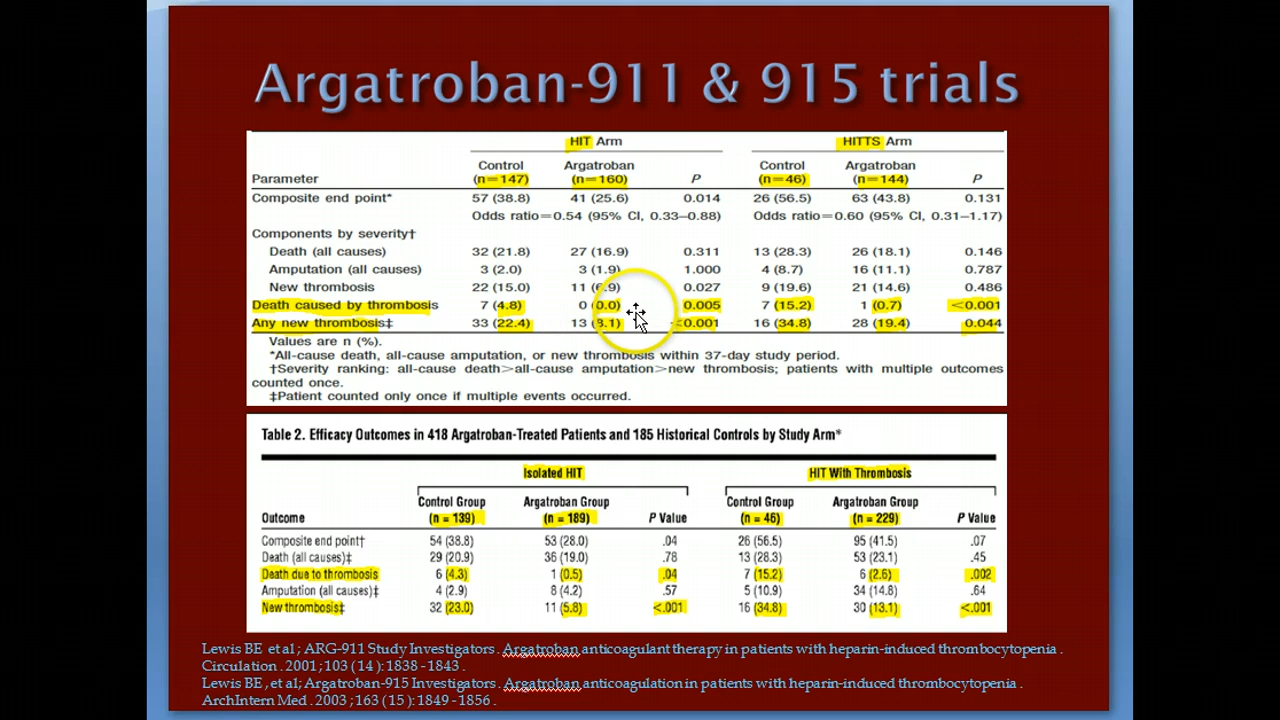 Argatroban-911 & 915 trials
HIT Arm HITTS Arm
Control Argatroban Control Argatroban
Parameter (n=147) (n=160) P (n=46) (n=144) P
Composite end point* 57 (38.8) 41 (25.6) 0.014 26 (56.5) 63 (43.8) 0.131
Odds ratio=0.54 (95% CI, 0.33–0.88) Odds ratio=0.60 (95% CI, 0.31–1.17)
Components by severity†
Death (all causes) 32 (21.8) 27 (16.9) 0.311 13 (28.3) 26 (18.1) 0.146
Amputation (all causes) 3 (2.0) 3 (1.9) 1.000 4 (8.7) 16 (11.1) 0.787
New thrombosis 22 (15.0) 11 (6.9) 0.027 9 (19.6) 21 (14.6) 0.486
Death caused by thrombosis 7 (4.8) 0 (0.0) 0.005 7 (15.2) 1 (0.7) <0.001
Any new thrombosis‡ 33 (22.4) 13 (8.1) <0.001 16 (34.8) 28 (19.4) 0.044
Values are n (%).
*All-cause death, all-cause amputation, or new thrombosis within 37-day study period.
†Severity ranking: all-cause death>all-cause amputation>new thrombosis; patients with multiple outcomes
counted once.
‡Patient counted only once if multiple events occurred.
Table 2. Efficacy Outcomes in 418 Argatroban-Treated Patients and 185 Historical Controls by Study Arm*
Isolated HIT HIT With Thrombosis
Control Group Argatroban Group Control Group Argatroban Group
Outcome (n = 139) (n = 189) P Value (n = 46) (n = 229) P Value
Composite end point† 54 (38.8) 53 (28.0) .04 26 (56.5) 95 (41.5) .07
Death (all causes)‡ 29 (20.9) 36 (19.0) .78 13 (28.3) 53 (23.1) .45
Death due to thrombosis 6 (4.3) 1 (0.5) .04 7 (15.2) 6 (2.6) .002
Amputation (all causes)‡ 4 (2.9) 8 (4.2) .57 5 (10.9) 34 (14.8) .64
New thrombosis‡ 32 (23.0) 11 (5.8) <.001 16 (34.8) 30 (13.1) <.001
Lewis BE et al ; ARG-911 Study Investigators . Argatroban anticoagulant therapy in patients with heparin-induced thrombocytopenia .
Circulation . 2001 ; 103 ( 14 ) : 1838 - 1843 .
Lewis BE , et al; Argatroban-915 Investigators . Argatroban anticoagulation in patients with heparin-induced thrombocytopenia .
ArchIntern Med . 2003 ; 163 ( 15 ) : 1849 - 1856 .